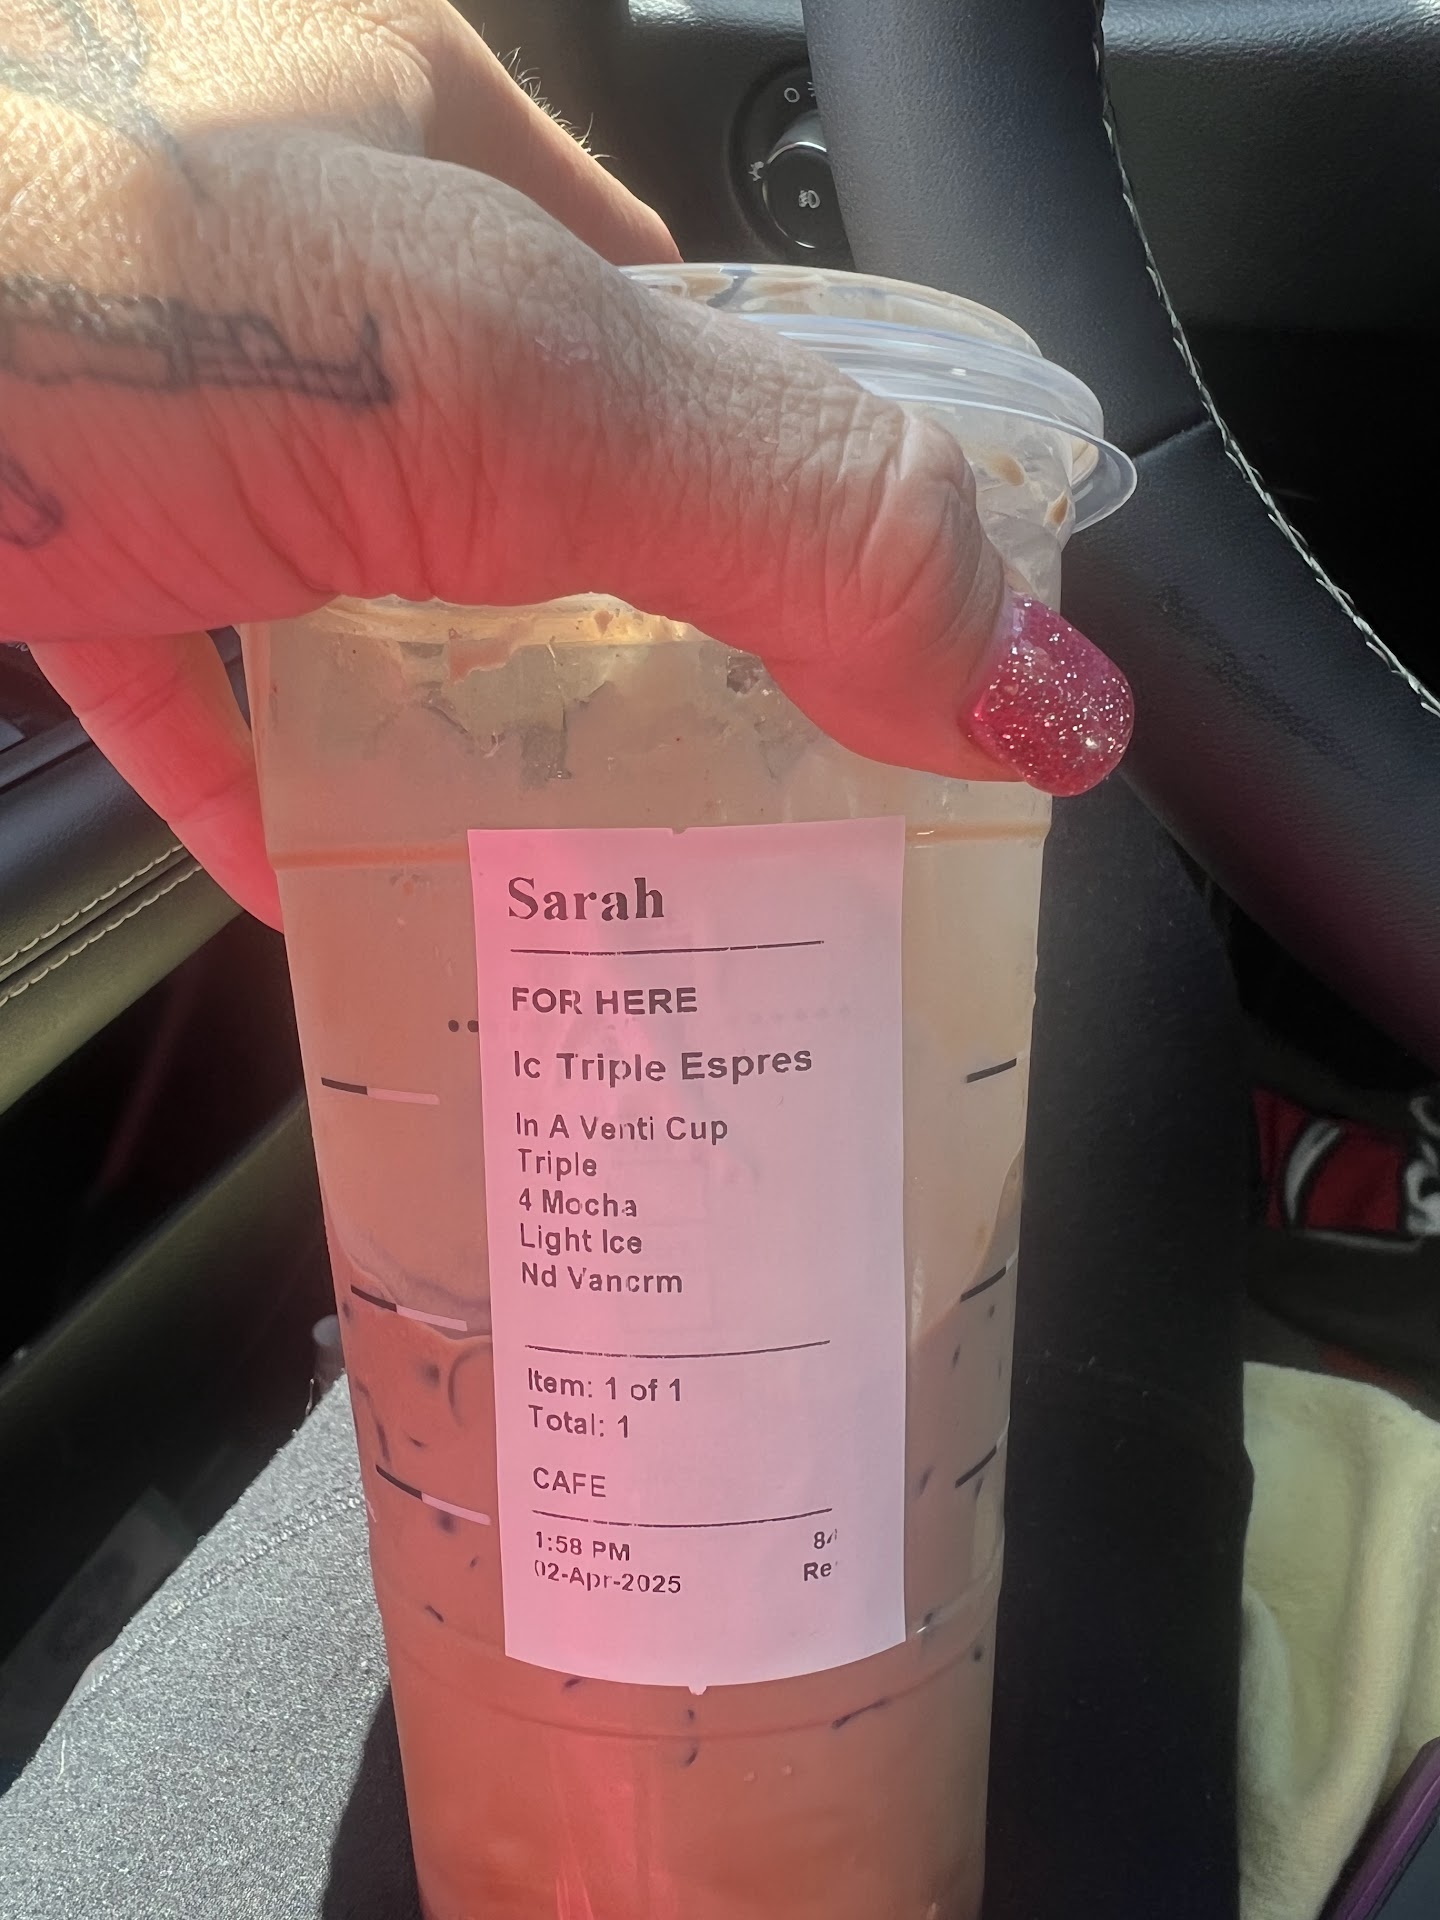 Sarah
FOR HERE
Ic Triple Espres
In A Venti Cup
Triple
4 Mocha
Light Ice
Nd Vancrm
Item: 1 of 1
Total: 1
CAFE
1:58 PM
02-Apr-2025 Re